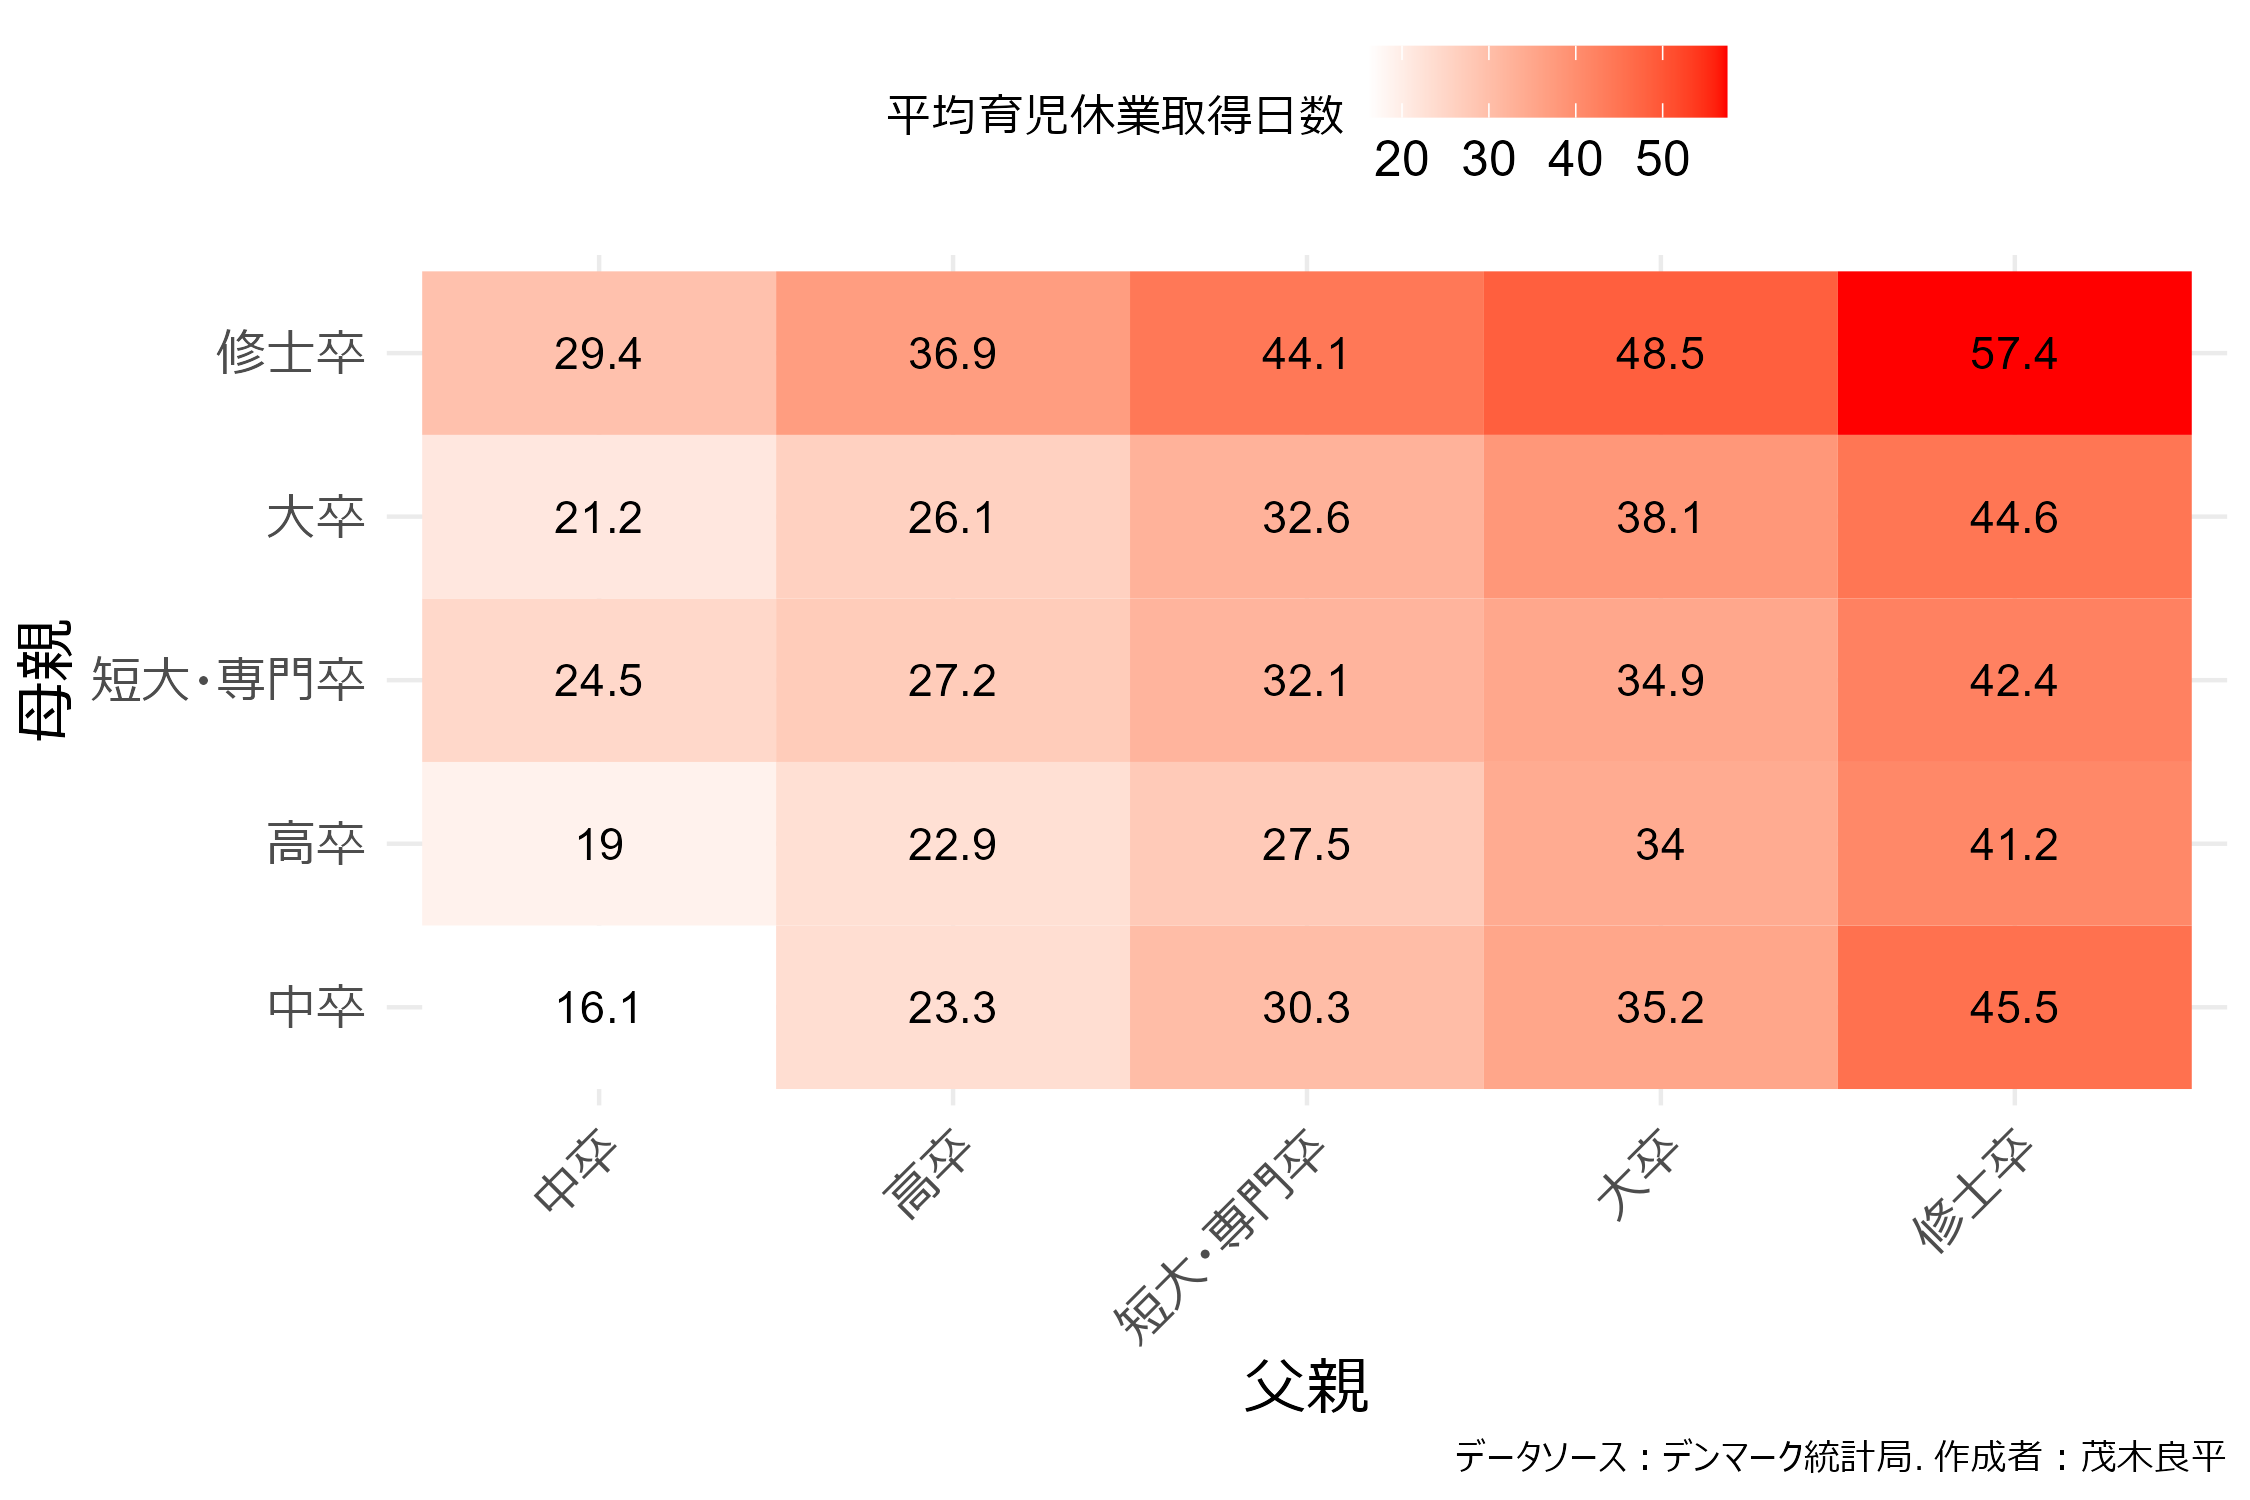 平均育児休業取得日数
20 30 40 50
修士卒 29.4 36.9 44.1 48.5 57.4
大卒 21.2 26.1 32.6 38.1 44.6
短大・専門卒 24.5 27.2 32.1 34.9 42.4
高卒 19 22.9 27.5 34 41.2
中卒 16.1 23.3 30.3 35.2 45.5
母親
中卒 高卒 短大・専門卒 大卒 修士卒
父親
データソース：デンマーク統計局. 作成者：茂木良平